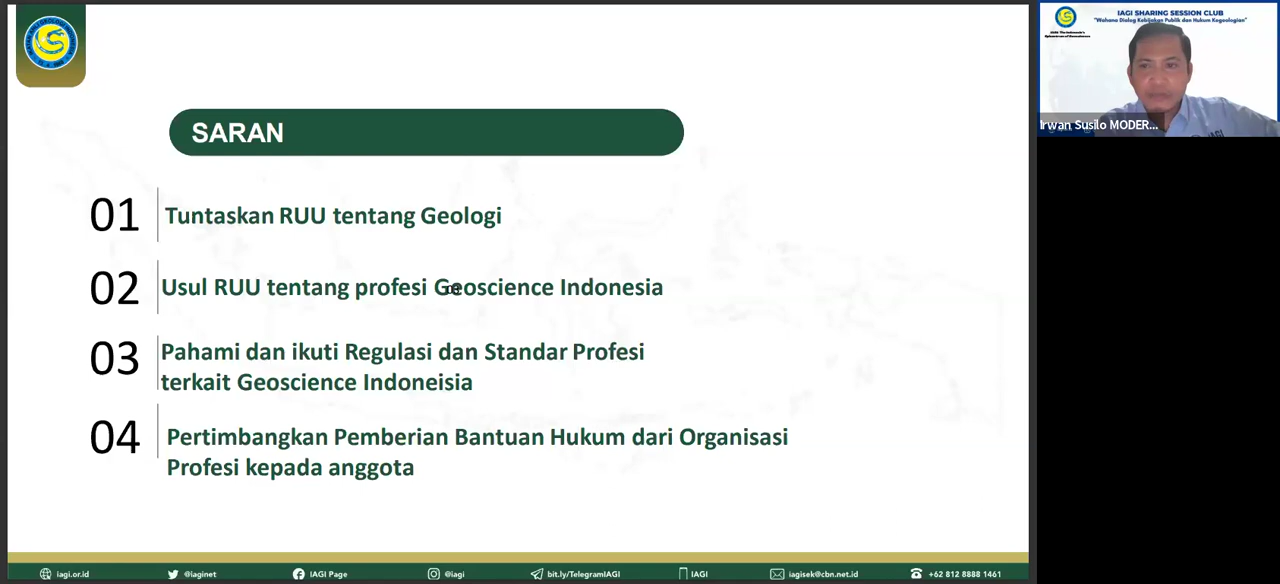 SARAN
01
Tuntaskan RUU tentang Geologi
02
Usul RUU tentang profesi Geoscience Indonesia
03
Pahami dan ikuti Regulasi dan Standar Profesi
terkait Geoscience Indoneisia
04
Pertimbangkan Pemberian Bantuan Hukum dari Organisasi
Profesi kepada anggota
iagi.or.id
@iaginet
IAGI Page
@iagi
bit.ly/TelegramIAGI
IAGI
iagisek@cbn.net.id
+62 812 8888 1461
IAGI SHARING SESSION CLUB
"Wahana Dialog Kebijakan Publik dan Hukum Kegeologian"
Irwan Susilo MODER...
IAGI